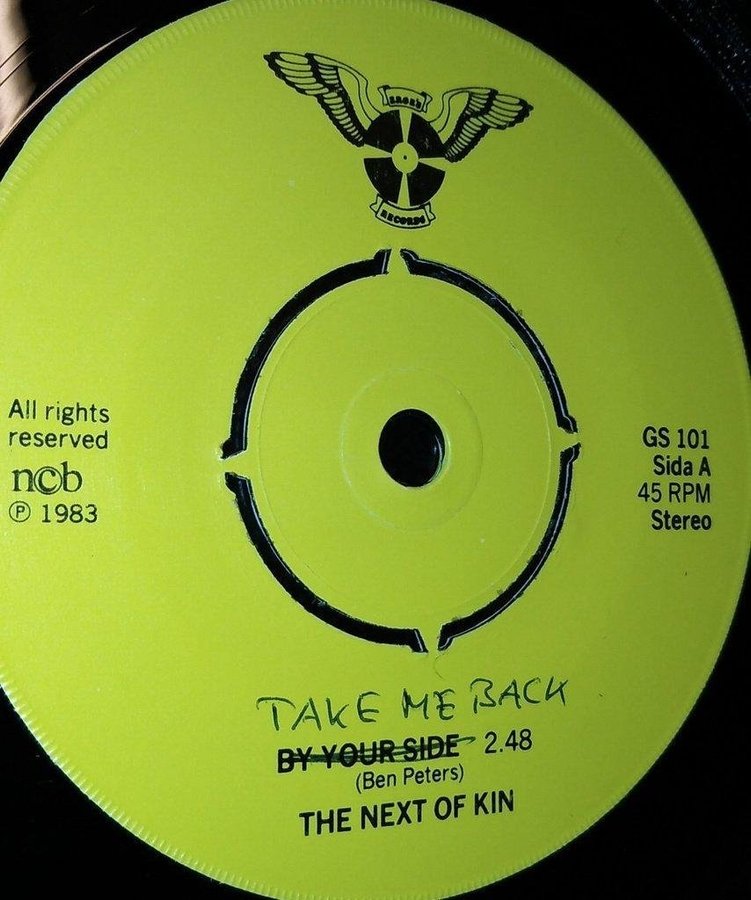 RECORDS
All rights
reserved
ncb
℗ 1983
GS 101
Sida A
45 RPM
Stereo
TAKE ME BACK
BY YOUR SIDE 2.48
(Ben Peters)
THE NEXT OF KIN